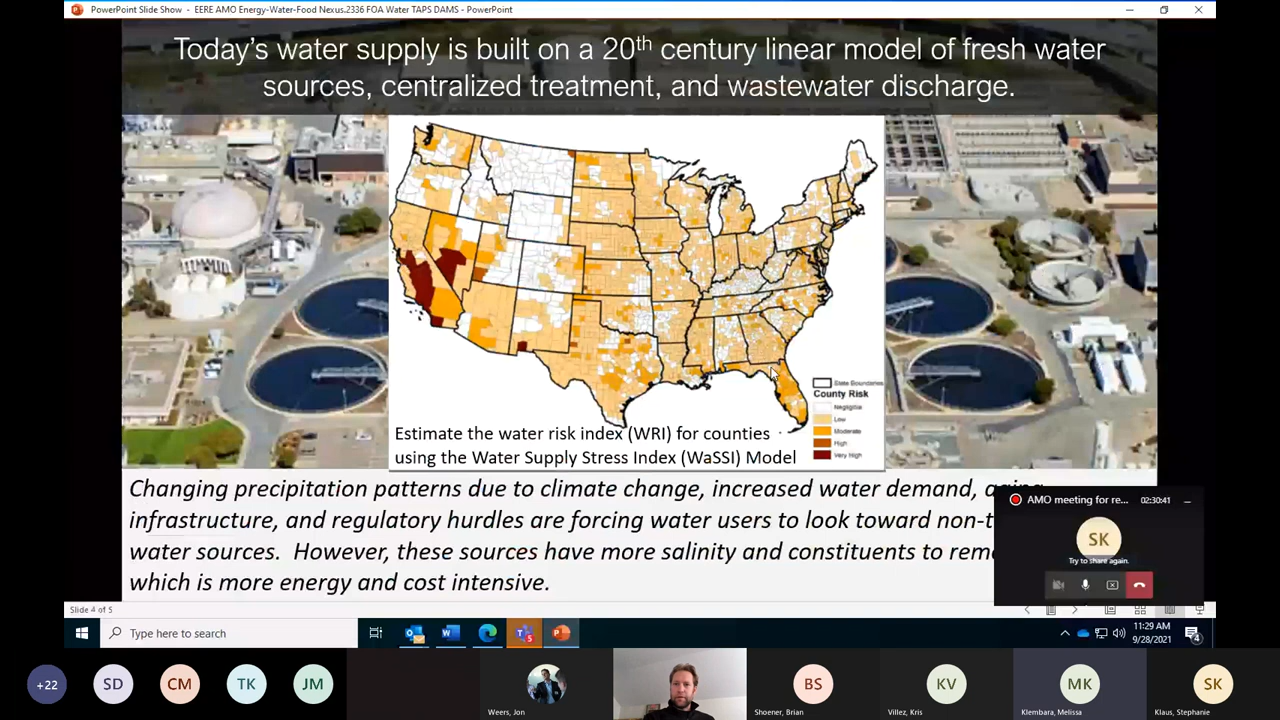 PowerPoint Slide Show - EERE AMO Energy-Water-Food Nexus.2336 FOA Water TAPS DAMS - PowerPoint
Today's water supply is built on a 20th century linear model of fresh water
sources, centralized treatment, and wastewater discharge.
State Boundaries
County Risk
Negligible
Low
Moderate
High
Very High
Estimate the water risk index (WRI) for counties
using the Water Supply Stress Index (WaSSI) Model
Changing precipitation patterns due to climate change, increased water demand, aging
infrastructure, and regulatory hurdles are forcing water users to look toward non-t
water sources. However, these sources have more salinity and constituents to rem
which is more energy and cost intensive.
AMO meeting for re... 02:30:41
SK
Try to share again.
Slide 4 of 5
Type here to search
11:29 AM
9/28/2021
4
+22 SD CM TK JM BS KV MK SK
Weers, Jon Shoener, Brian Villez, Kris Klembara, Melissa Klaus, Stephanie